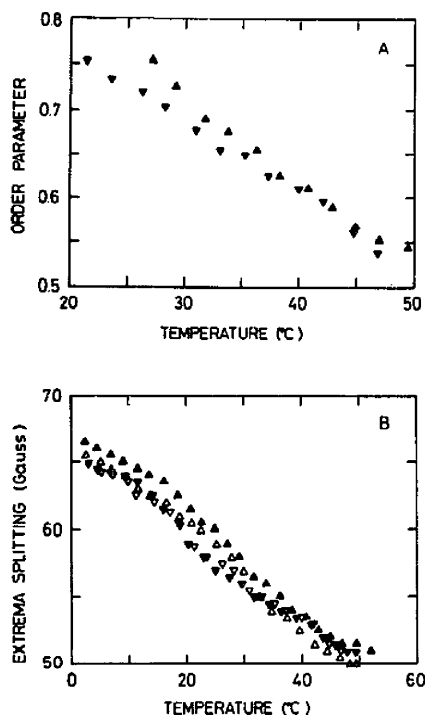 0.8
A
0.7
ORDER PARAMETER
0.6
0.5
20 30 40 50
TEMPERATURE (°C)
70
B
EXTREMA SPLITTING (Gauss)
60
50
0 20 40 60
TEMPERATURE (°C)